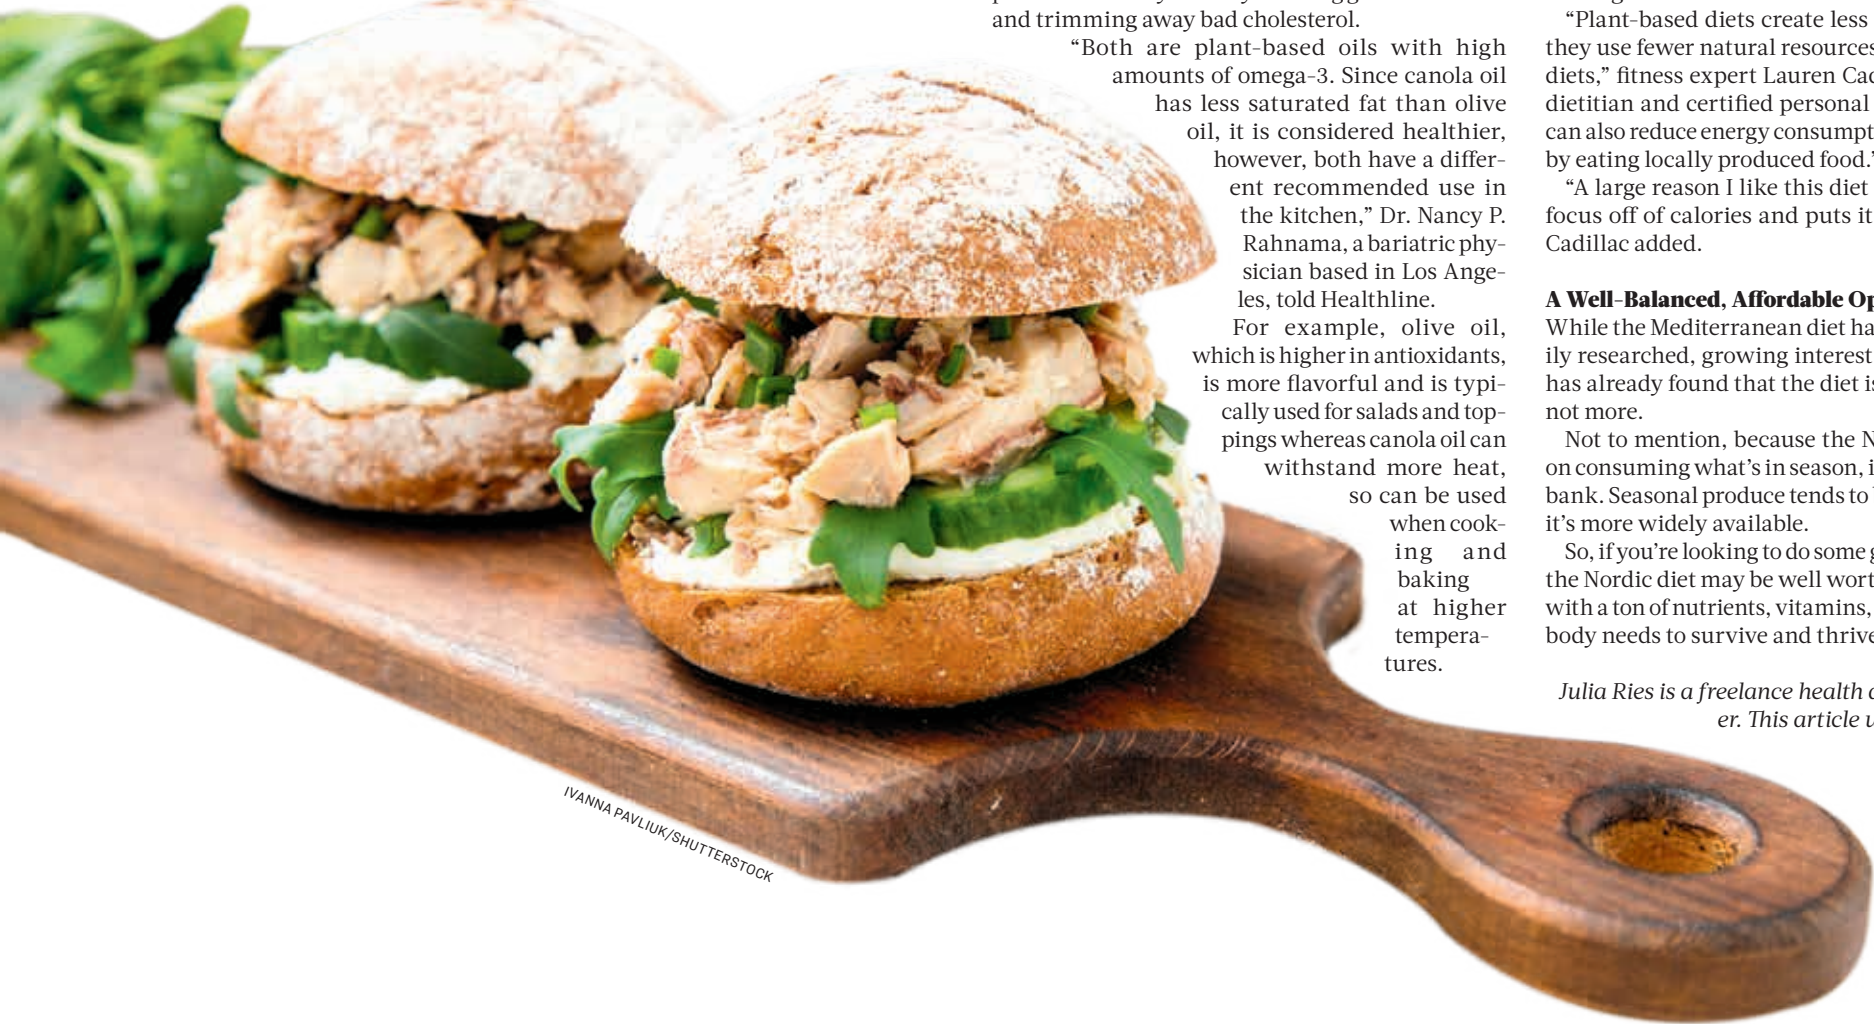 and trimming away bad cholesterol.
“Both are plant-based oils with high
amounts of omega-3. Since canola oil
has less saturated fat than olive
oil, it is considered healthier,
however, both have a differ-
ent recommended use in
the kitchen,” Dr. Nancy P.
Rahnama, a bariatric phy-
sician based in Los Ange-
les, told Healthline.
For example, olive oil,
which is higher in antioxidants,
is more flavorful and is typi-
cally used for salads and top-
pings whereas canola oil can
withstand more heat,
so can be used
when cook-
ing and
baking
at higher
tempera-
tures.
“Plant-based diets create less
they use fewer natural resources
diets,” fitness expert Lauren
dietitian and certified personal
can also reduce energy
by eating locally produced food.”
“A large reason I like this diet
focus off of calories and puts it
Cadillac added.
A Well-Balanced, Affordable
While the Mediterranean diet
ily researched, growing interest
has already found that the diet
not more.
Not to mention, because the
on consuming what’s in season,
bank. Seasonal produce tends to
it’s more widely available.
So, if you’re looking to do some
the Nordic diet may be well
with a ton of nutrients, vitamins,
body needs to survive and thrive
Julia Ries is a freelance health
er. This article
IVANNA PAVLIUK/SHUTTERSTOCK